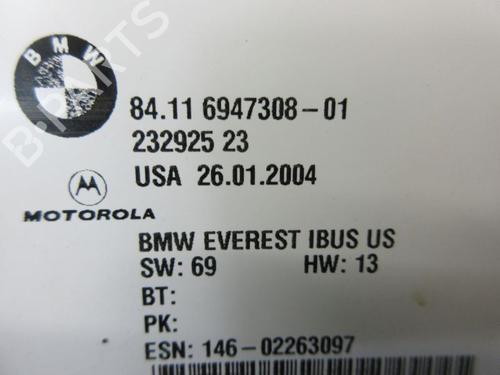 BMW
84.11 6947308-01
232925 23
USA 26.01.2004
MOTOROLA
BMW EVEREST IBUS US
SW: 69 HW: 13
BT:
PK:
ESN: 146-02263097
B-PARTS